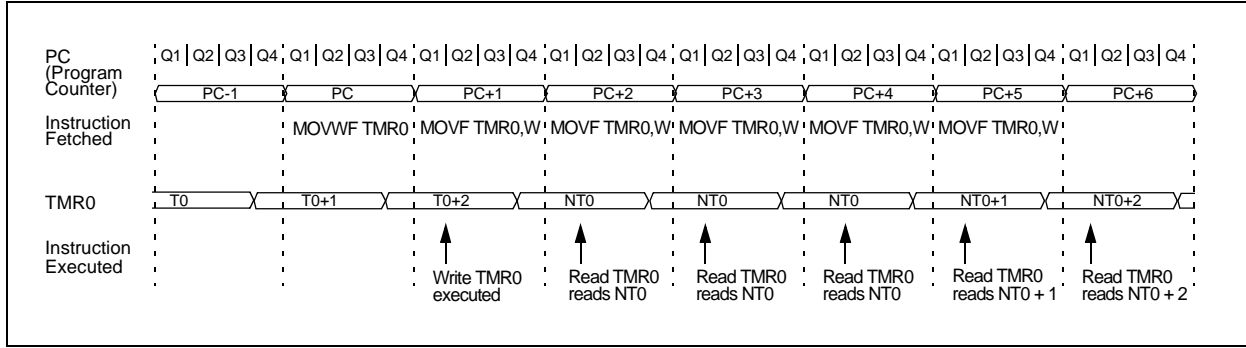 PC
(Program
Counter)
Q1 Q2 Q3 Q4 Q1 Q2 Q3 Q4 Q1 Q2 Q3 Q4 Q1 Q2 Q3 Q4 Q1 Q2 Q3 Q4 Q1 Q2 Q3 Q4 Q1 Q2 Q3 Q4 Q1 Q2 Q3 Q4
PC-1 PC PC+1 PC+2 PC+3 PC+4 PC+5 PC+6
Instruction
Fetched
MOVWF TMR0 MOVF TMR0,W MOVF TMR0,W MOVF TMR0,W MOVF TMR0,W MOVF TMR0,W
TMR0
T0 T0+1 T0+2 NT0 NT0 NT0 NT0+1 NT0+2
Instruction
Executed
Write TMR0
executed
Read TMR0
reads NT0
Read TMR0
reads NT0
Read TMR0
reads NT0
Read TMR0
reads NT0 + 1
Read TMR0
reads NT0 + 2